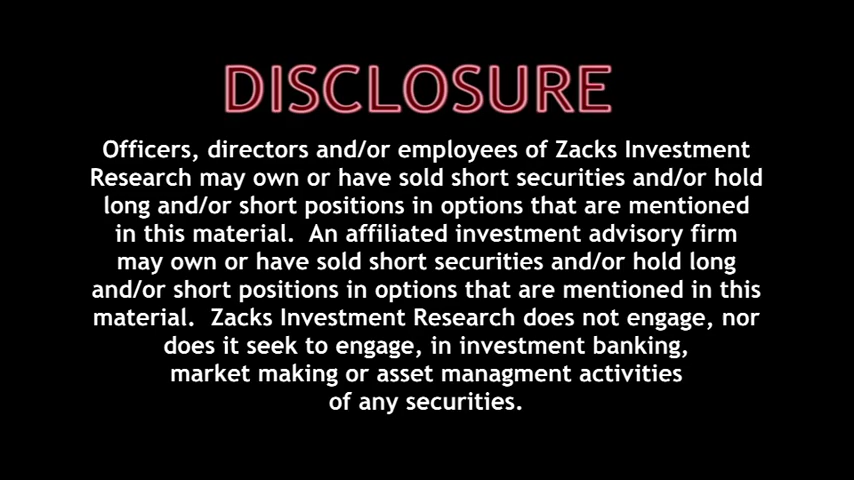 DISCLOSURE
Officers, directors and/or employees of Zacks Investment
Research may own or have sold short securities and/or hold
long and/or short positions in options that are mentioned
in this material.  An affiliated investment advisory firm
may own or have sold short securities and/or hold long
and/or short positions in options that are mentioned in this
material.  Zacks Investment Research does not engage, nor
does it seek to engage, in investment banking,
market making or asset managment activities
of any securities.